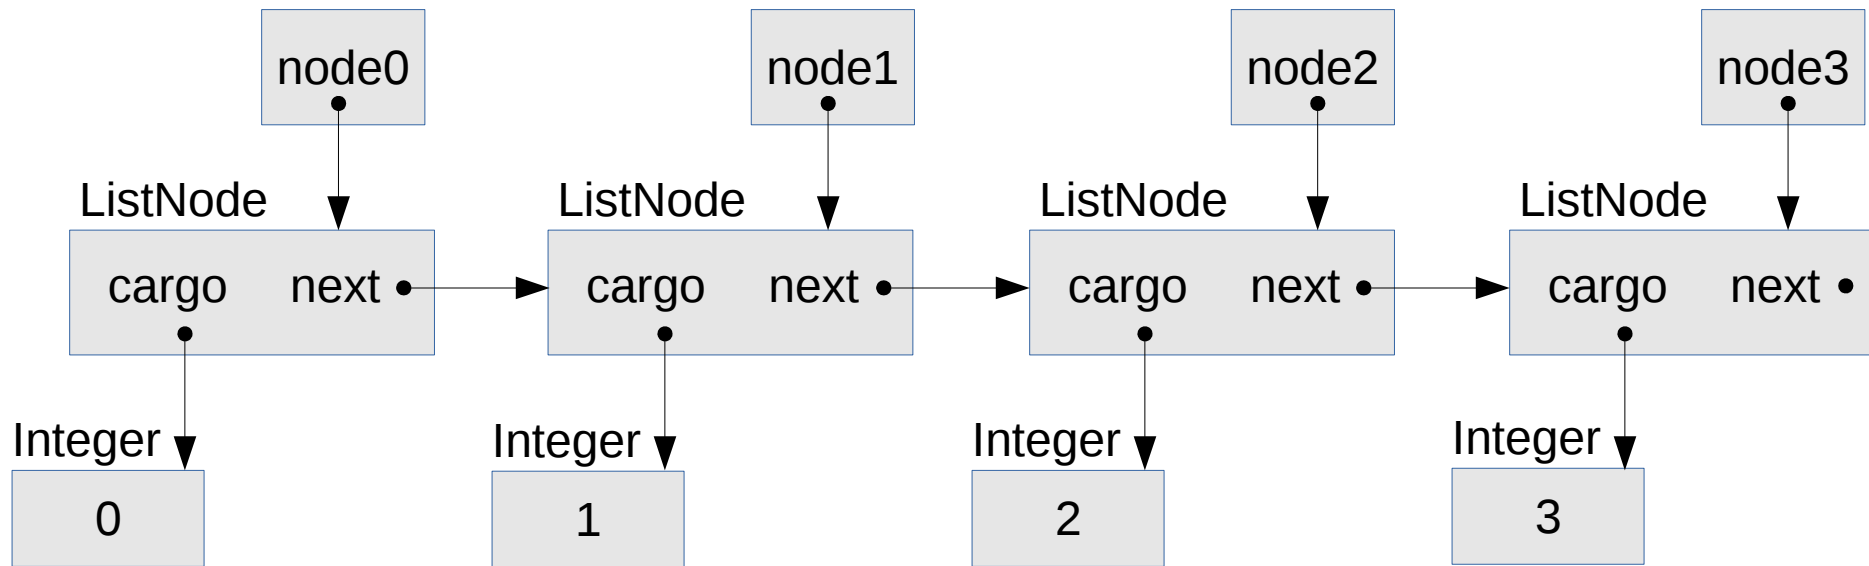 node0 node1 node2 node3
ListNode ListNode ListNode ListNode
cargo next cargo next cargo next cargo next
Integer Integer Integer Integer
0 1 2 3